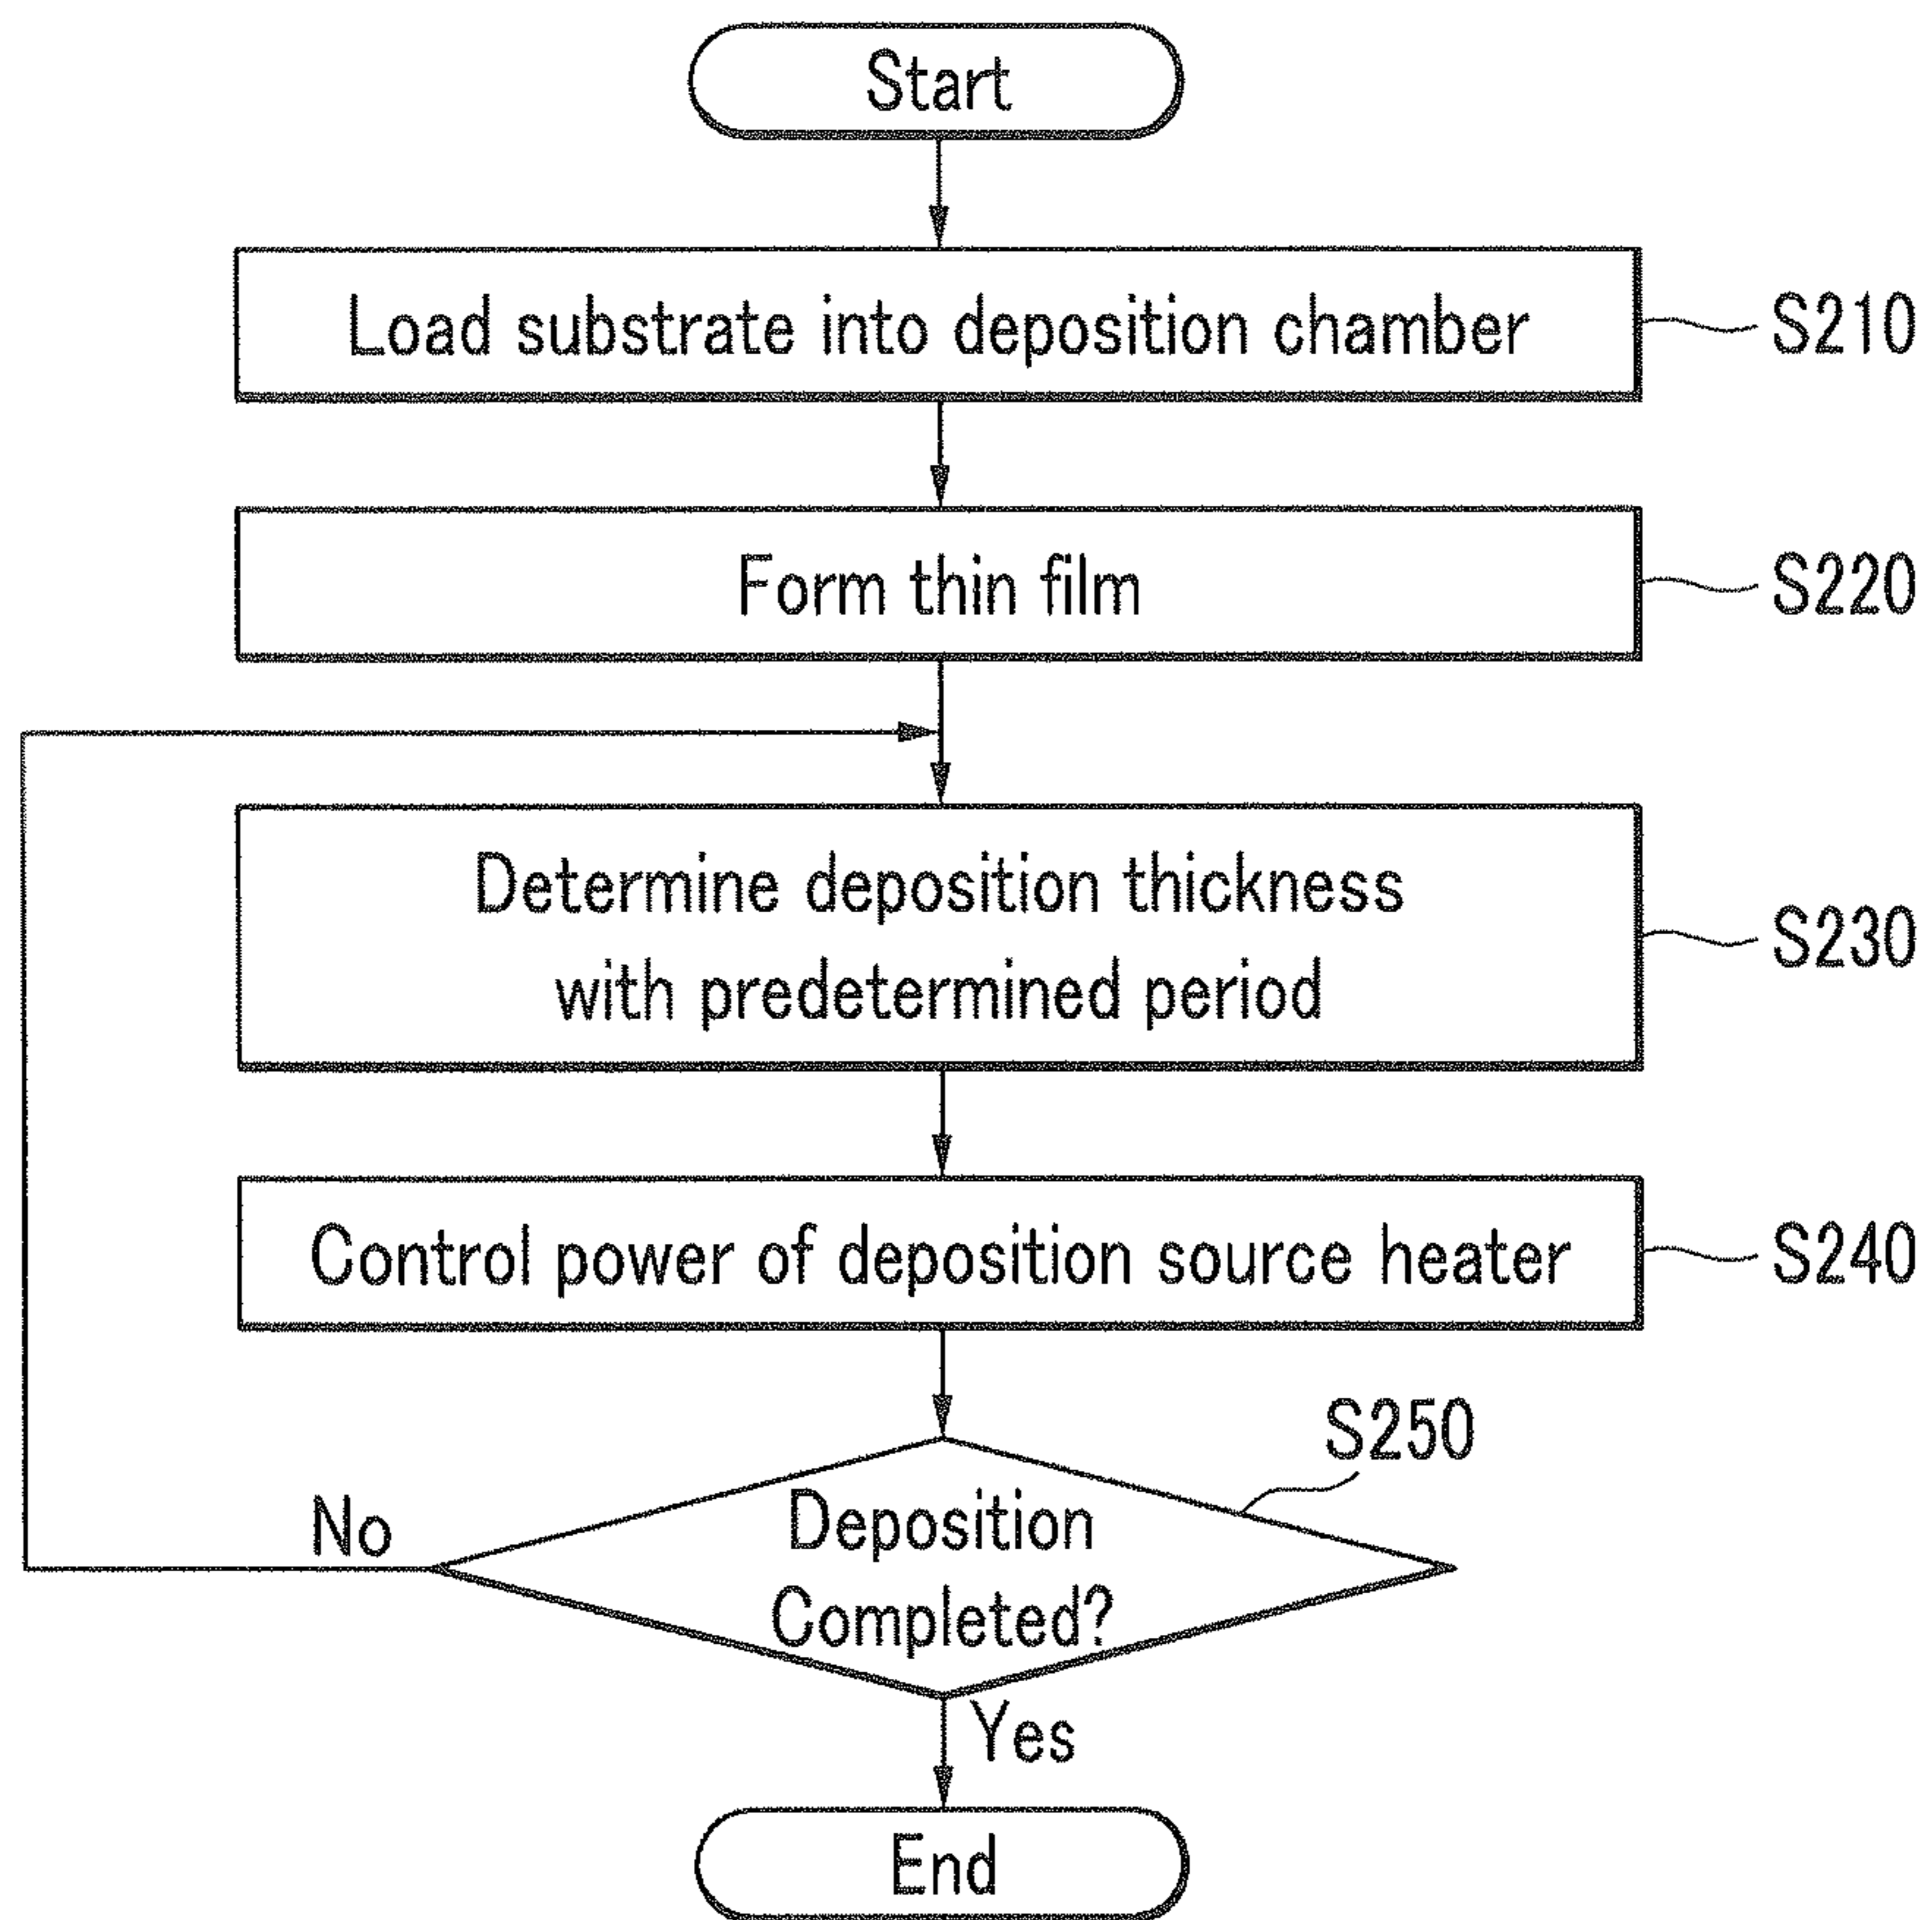 Start
Load substrate into deposition chamber
S210
Form thin film
S220
Determine deposition thickness
with predetermined period
S230
Control power of deposition source heater
S240
S250
No
Deposition
Completed?
Yes
End